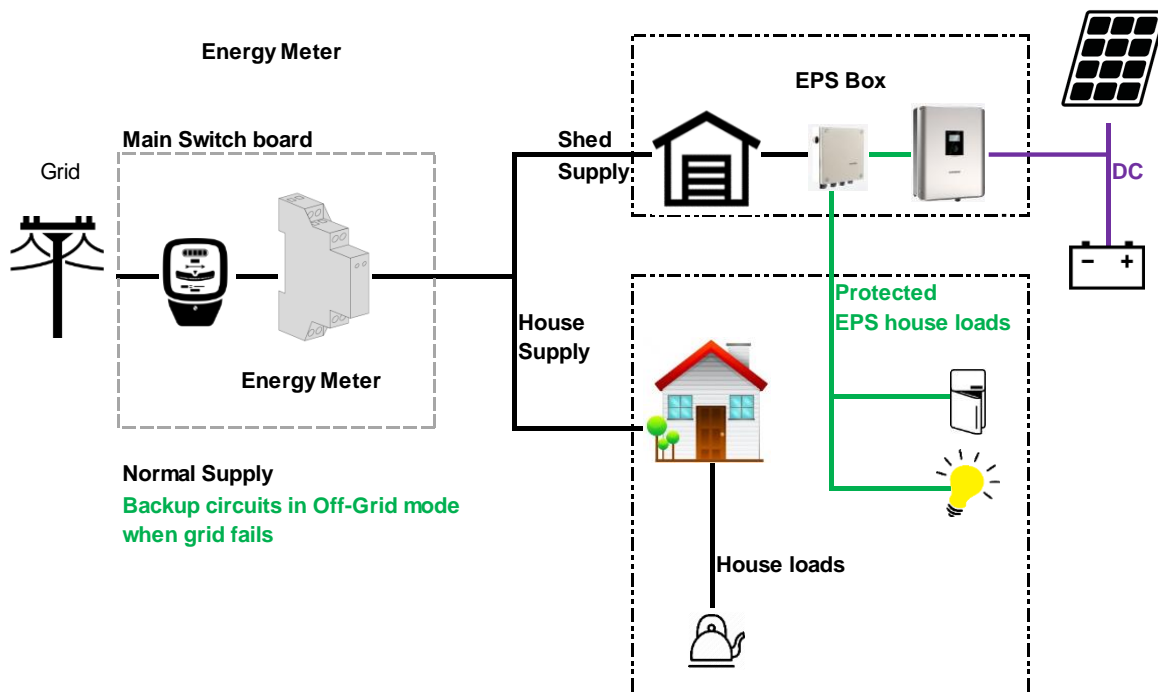 Energy Meter
EPS Box
Main Switch board
Shed
Supply
Grid
DC
Protected
EPS house loads
House
Supply
Energy Meter
Normal Supply
Backup circuits in Off-Grid mode
when grid fails
House loads